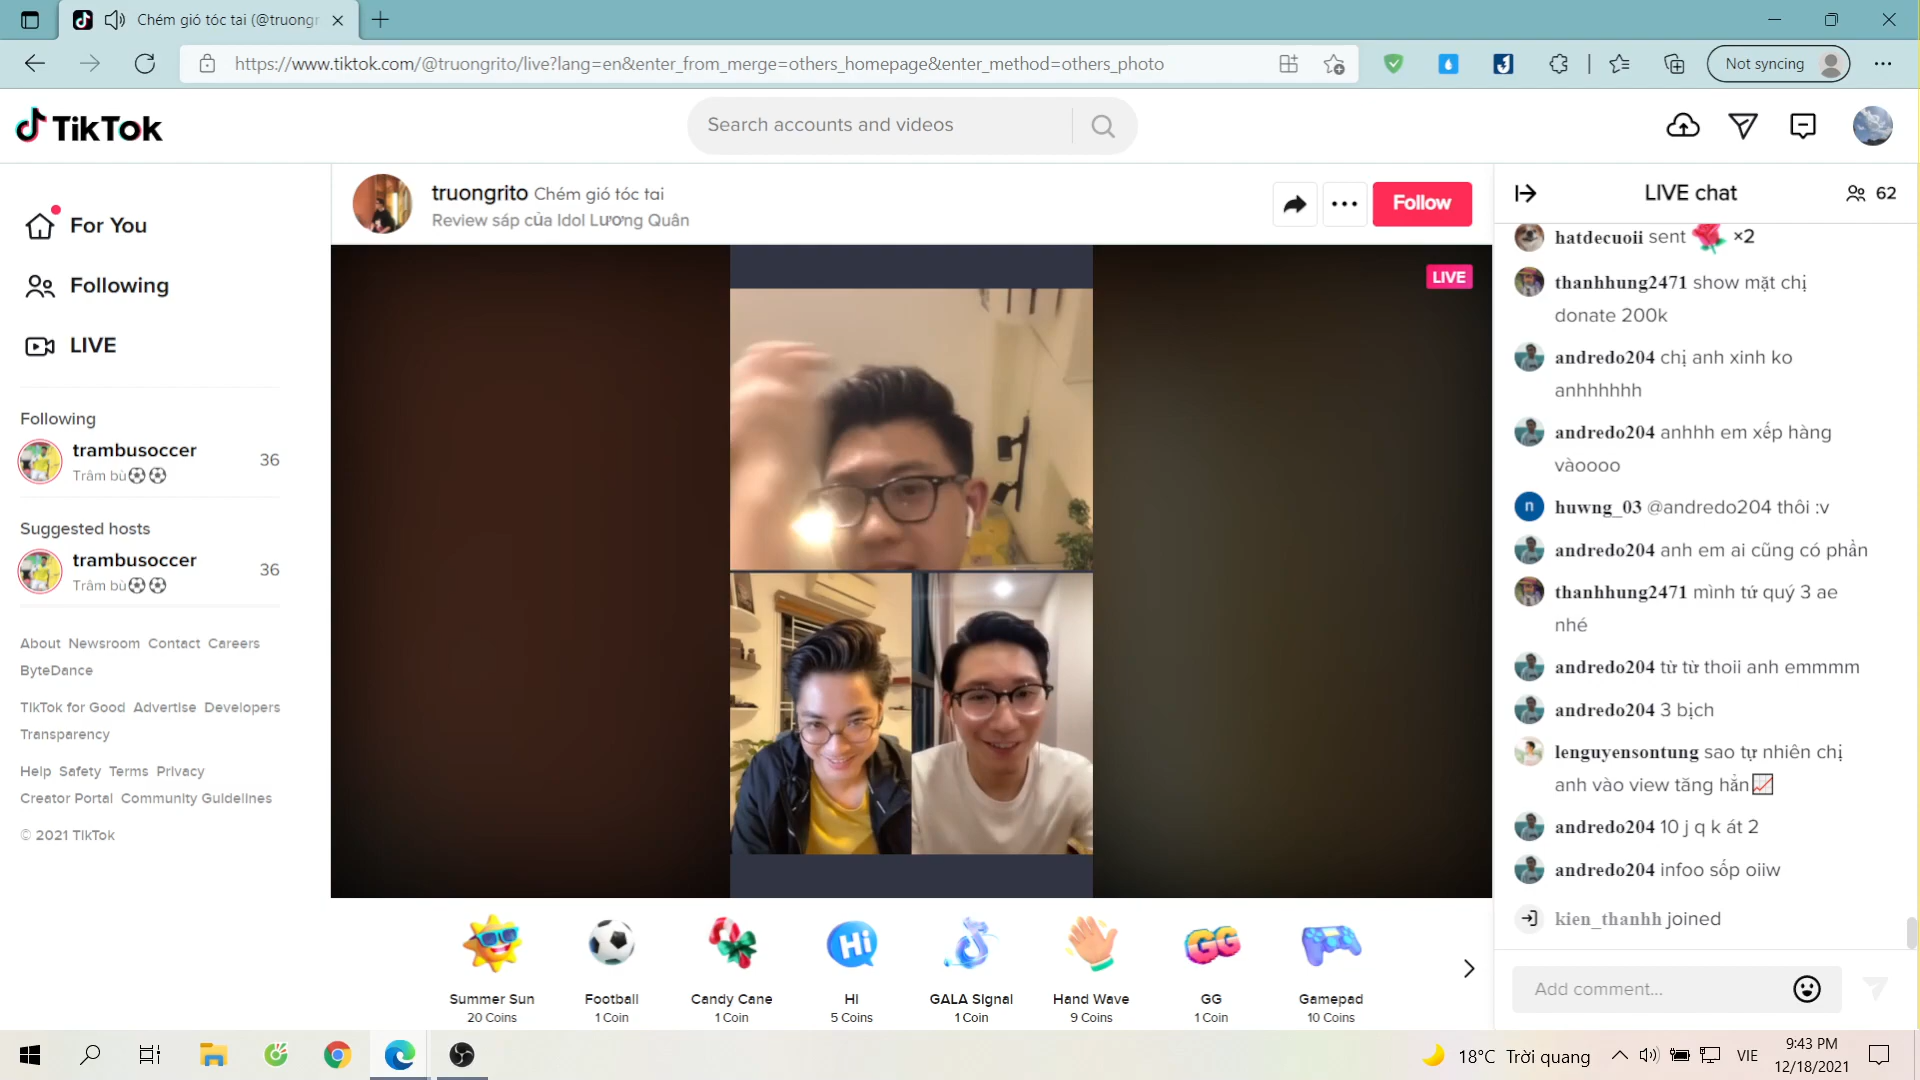 Chém gió tóc tai (@truongr
https://www.tiktok.com/@truongrito/live?lang=en&enter_from_merge=others_homepage&enter_method=others_photo
Not syncing
TikTok
Search accounts and videos
For You
Following
LIVE
Following
trambusoccer
36
Trâm bù⚽⚽
Suggested hosts
trambusoccer
36
Trâm bù⚽⚽
About Newsroom Contact Careers
ByteDance
TikTok for Good Advertise Developers
Transparency
Help Safety Terms Privacy
Creator Portal Community Guidelines
© 2021 TikTok
truongrito Chém gió tóc tai
Review sáp của Idol Lương Quân
Follow
LIVE
Summer Sun
20 Coins
Football
1 Coin
Candy Cane
1 Coin
Hi
HI
5 Coins
GALA Signal
1 Coin
Hand Wave
9 Coins
GG
GG
1 Coin
Gamepad
10 Coins
LIVE chat
62
hatdecuoii sent 🌹 ×2
thanhhung2471 show mặt chị
donate 200k
andredo204 chị anh xinh ko
anhhhhhh
andredo204 anhhh em xếp hàng
vàoooo
n
huwng_03 @andredo204 thôi :v
andredo204 anh em ai cũng có phần
thanhhung2471 mình tứ quý 3 ae
nhé
andredo204 từ từ thoii anh emmmm
andredo204 3 bịch
lenguyensontung sao tự nhiên chị
anh vào view tăng hẳn📈
andredo204 10 j q k át 2
andredo204 infoo sốp oiiw
kien_thanhh joined
Add comment...
18°C Trời quang
VIE
9:43 PM
12/18/2021